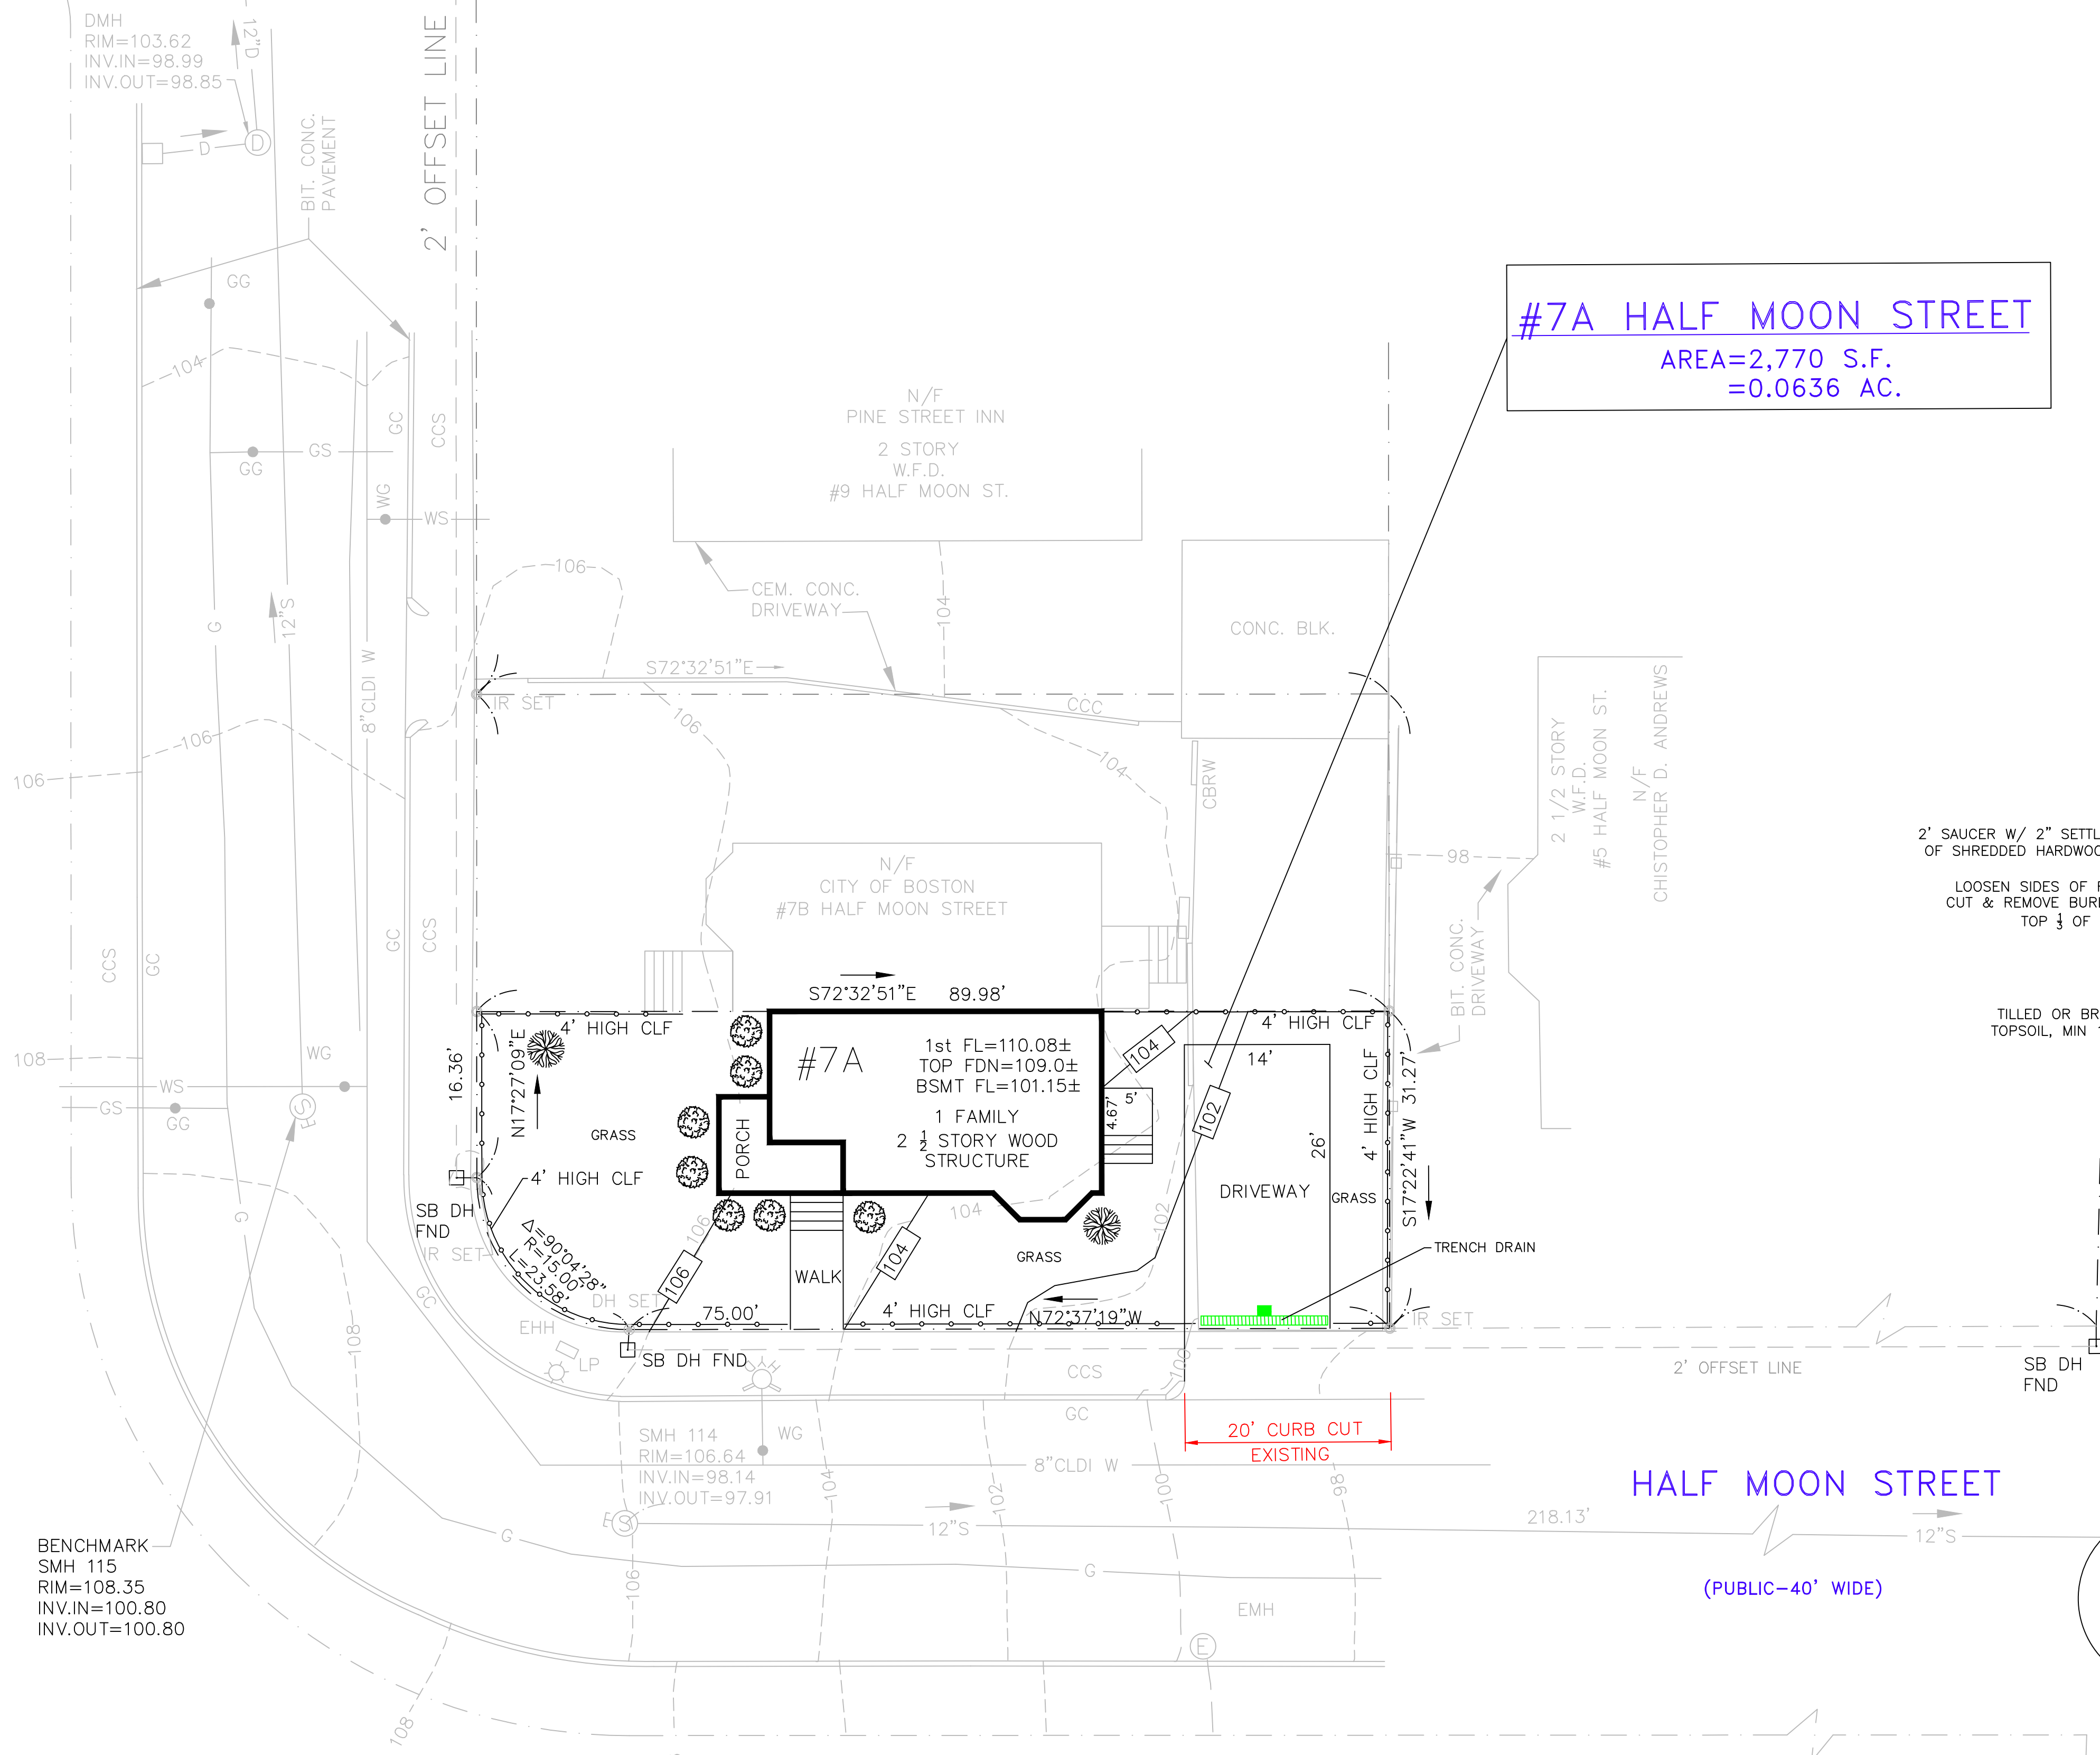 DMH
RIM=103.62
INV.IN=98.99
INV.OUT=98.85
12"D
D
D
BIT. CONC.
PAVEMENT
2' OFFSET LINE
GG
104
GC
CCS
GG
GS
WG
WS
N/F
PINE STREET INN
2 STORY
W.F.D.
#9 HALF MOON ST.
#7A HALF MOON STREET
AREA=2,770 S.F.
=0.0636 AC.
106
CEM. CONC.
DRIVEWAY
104
CONC. BLK.
G
12"S
8"CLDI W
S72°32'51"E
IR SET
CCC
106
104
106
106
CBRW
2 1/2 STORY
W.F.D.
#5 HALF MOON ST.
N/F
CHISTOPHER D. ANDREWS
98
BIT. CONC.
DRIVEWAY
2' SAUCER W/ 2" SETTL
OF SHREDDED HARDWOO
LOOSEN SIDES OF
CUT & REMOVE BUR
TOP 1/3 OF
TILLED OR BR
TOPSOIL, MIN
N/F
CITY OF BOSTON
#7B HALF MOON STREET
CCS
GC
GC
CCS
S72°32'51"E 89.98'
4' HIGH CLF
4' HIGH CLF
16.36'
N17°27'09"E
#7A
1st FL=110.08±
TOP FDN=109.0±
BSMT FL=101.15±
1 FAMILY
2 1/2 STORY WOOD
STRUCTURE
104
14'
102
4.67'
5'
26'
4' HIGH CLF
S17°22'41"W 31.27'
108
WG
WS
GS
GG
S
GRASS
PORCH
4' HIGH CLF
DRIVEWAY
GRASS
SB DH
FND
IR SET
Δ=90°04'28"
R=15.00'
L=23.58'
106
106
104
104
102
GRASS
TRENCH DRAIN
WALK
G
GC
DH SET
75.00'
4' HIGH CLF
N72°37'19"W
IR SET
EHH
LP
SB DH FND
HYD
CCS
100
2' OFFSET LINE
SB DH
FND
108
GC
20' CURB CUT
EXISTING
SMH 114
RIM=106.64
INV.IN=98.14
INV.OUT=97.91
WG
8"CLDI W
104
102
100
98
HALF MOON STREET
S
12"S
218.13'
12"S
G
G
BENCHMARK
SMH 115
RIM=108.35
INV.IN=100.80
INV.OUT=100.80
106
(PUBLIC-40' WIDE)
EMH
E
108